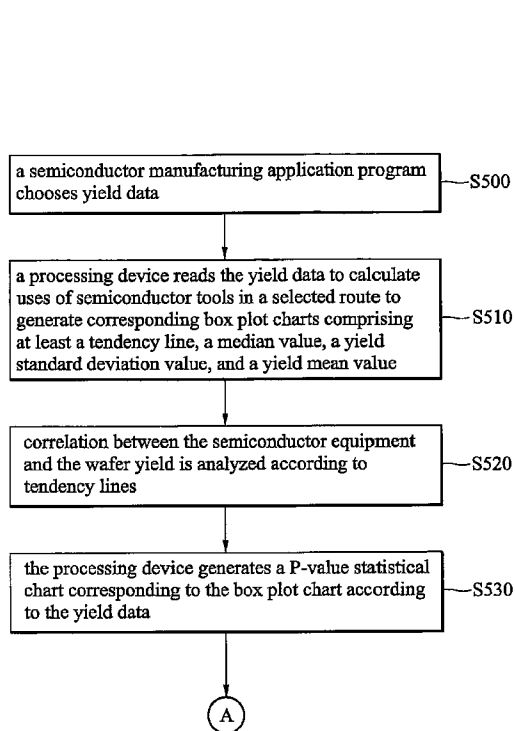 a semiconductor manufacturing application program
chooses yield data
S500
a processing device reads the yield data to calculate
uses of semiconductor tools in a selected route to
generate corresponding box plot charts comprising
at least a tendency line, a median value, a yield
standard deviation value, and a yield mean value
S510
correlation between the semiconductor equipment
and the wafer yield is analyzed according to
tendency lines
S520
the processing device generates a P-value statistical
chart corresponding to the box plot chart according
to the yield data
S530
A